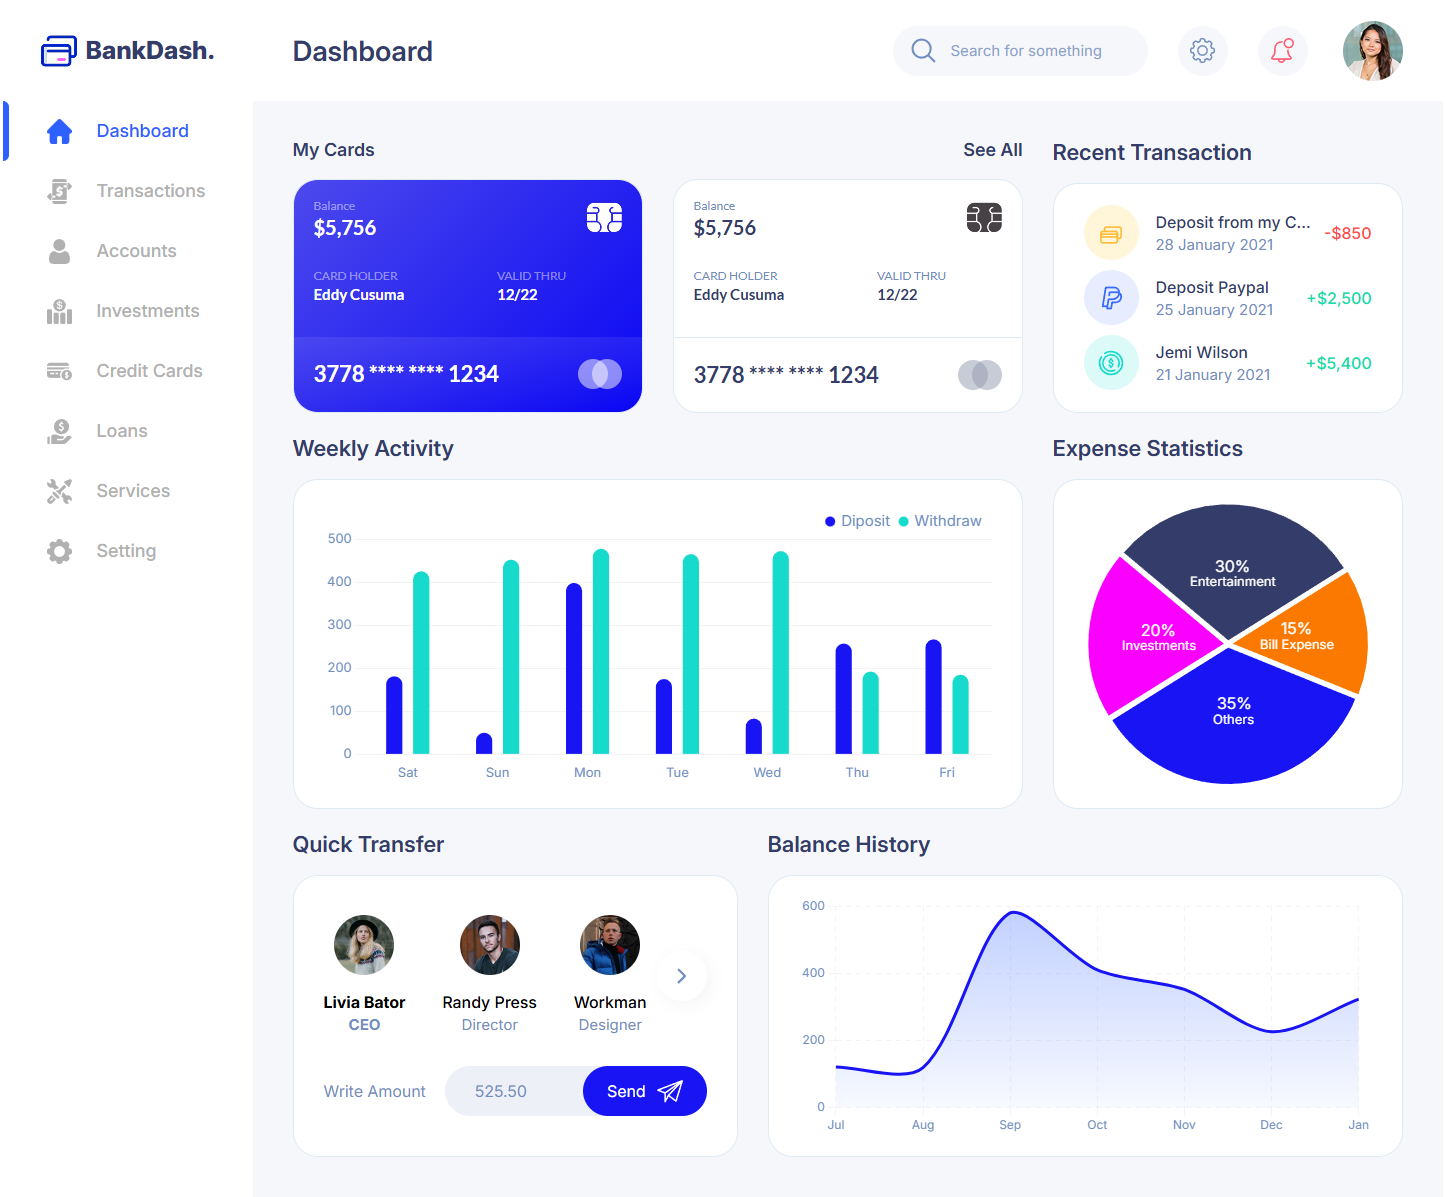 BankDash.
Dashboard
Search for something
Dashboard
Transactions
Accounts
Investments
Credit Cards
Loans
Services
Setting
My Cards
See All
Balance
$5,756
CARD HOLDER
VALID THRU
Eddy Cusuma
12/22
3778 **** **** 1234
Balance
$5,756
CARD HOLDER
VALID THRU
Eddy Cusuma
12/22
3778 **** **** 1234
Recent Transaction
Deposit from my C...
28 January 2021
-$850
Deposit Paypal
25 January 2021
+$2,500
Jemi Wilson
21 January 2021
+$5,400
Weekly Activity
Diposit
Withdraw
500
400
300
200
100
0
Sat
Sun
Mon
Tue
Wed
Thu
Fri
Expense Statistics
30%
Entertainment
15%
Bill Expense
20%
Investments
35%
Others
Quick Transfer
Livia Bator
CEO
Randy Press
Director
Workman
Designer
Write Amount
525.50
Send
Balance History
600
400
200
0
Jul
Aug
Sep
Oct
Nov
Dec
Jan